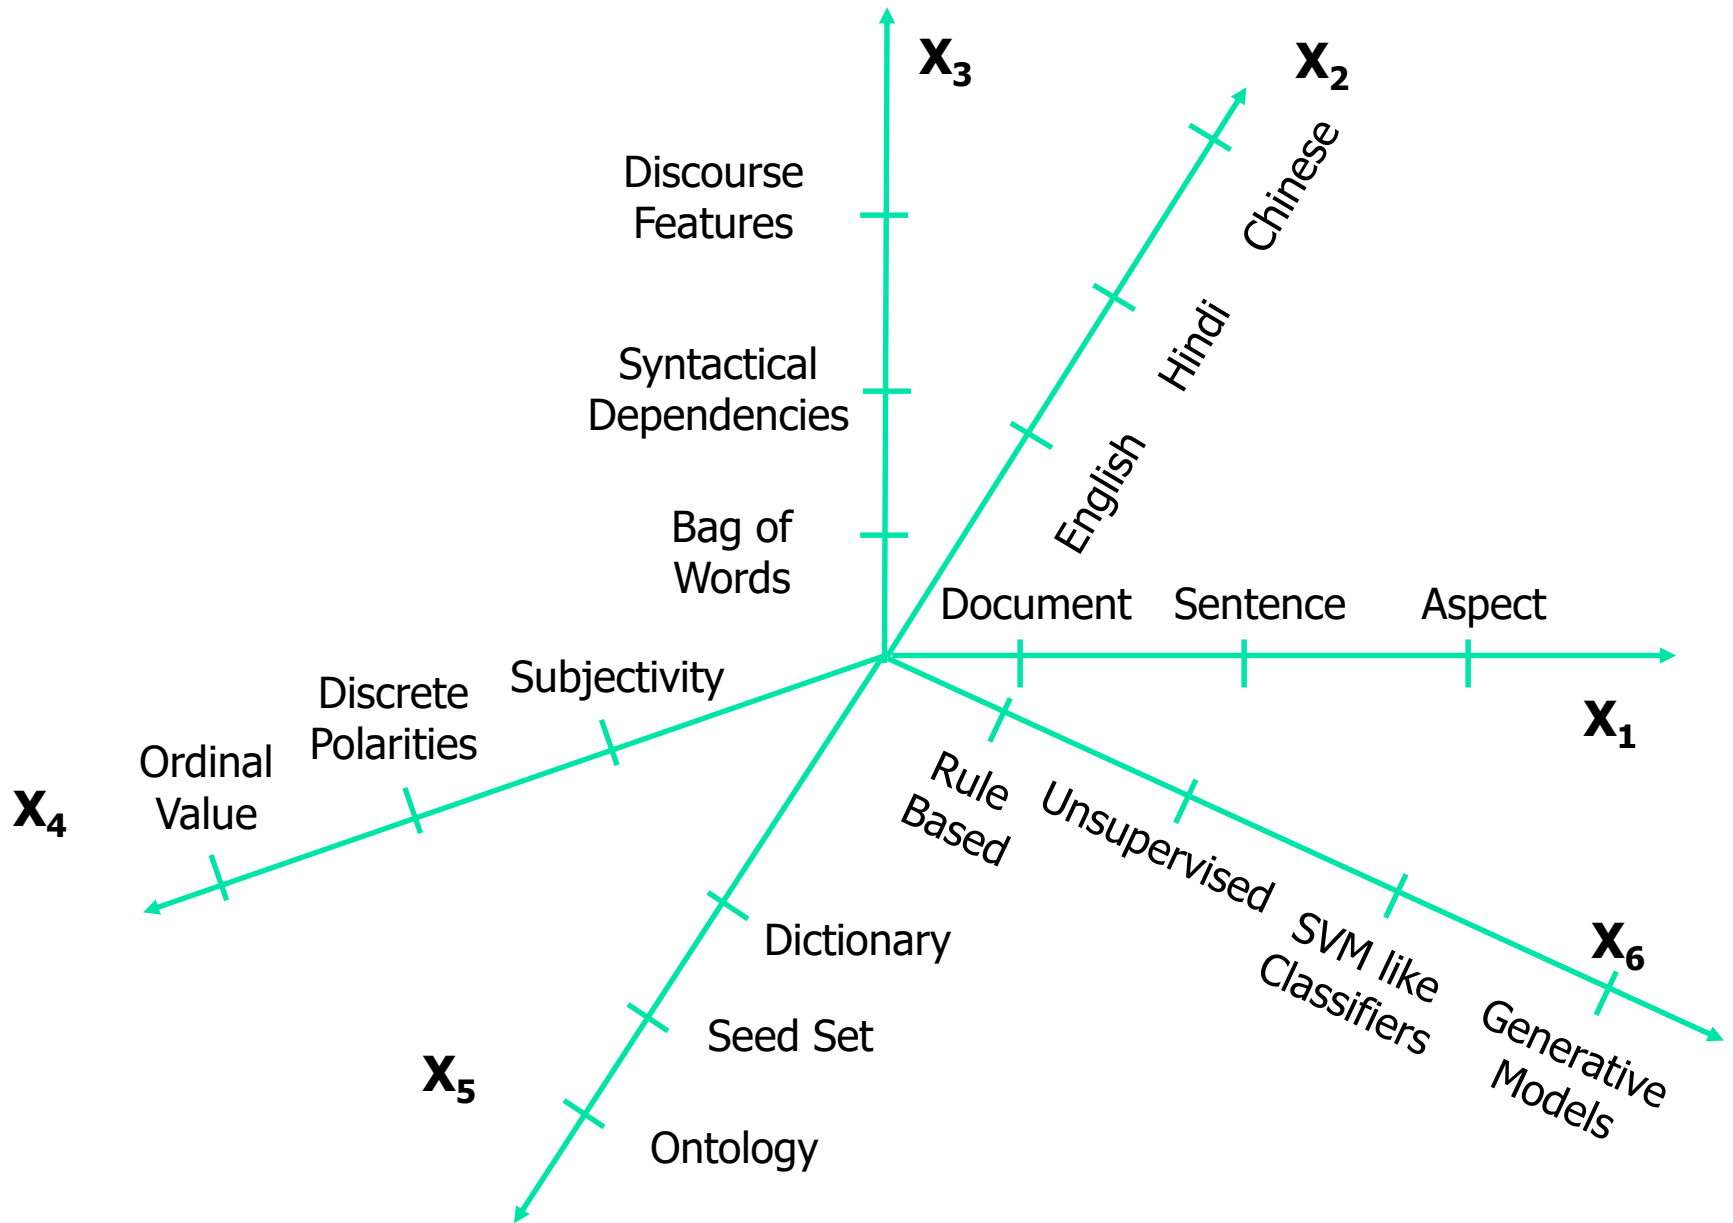 X3
X2
Discourse
Features
Chinese
Syntactical
Dependencies
Hindi
Bag of
Words
English
Document
Sentence
Aspect
X1
Subjectivity
Discrete
Polarities
Ordinal
Value
X4
Rule
Based
Unsupervised
SVM like
Classifiers
X6
Generative
Models
Dictionary
Seed Set
X5
Ontology